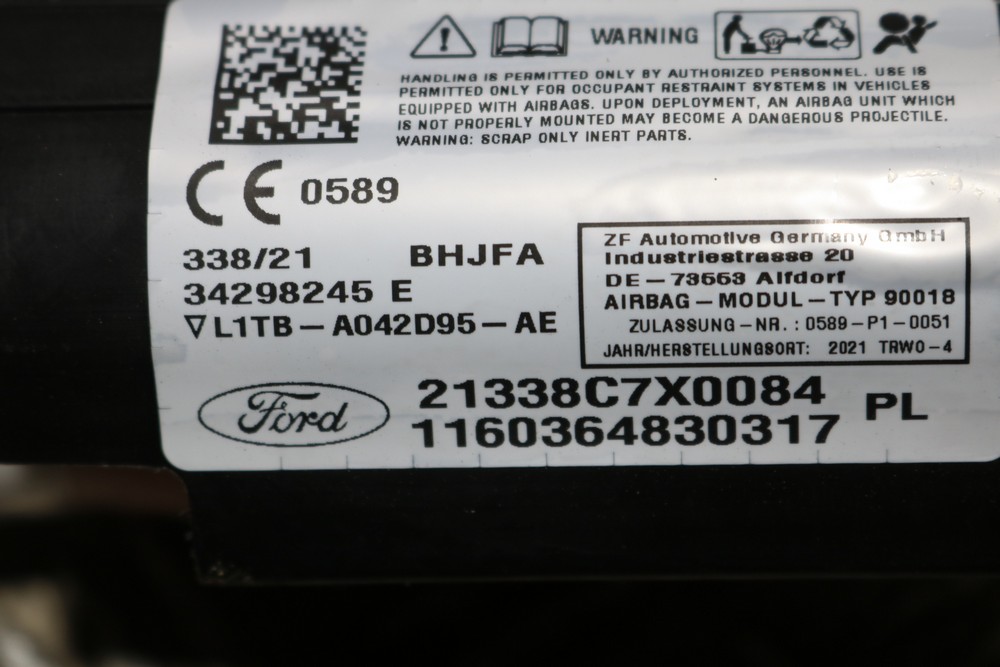 WARNING
HANDLING IS PERMITTED ONLY BY AUTHORIZED PERSONNEL. USE IS
PERMITTED ONLY FOR OCCUPANT RESTRAINT SYSTEMS IN VEHICLES
EQUIPPED WITH AIRBAGS. UPON DEPLOYMENT, AN AIRBAG UNIT WHICH
IS NOT PROPERLY MOUNTED MAY BECOME A DANGEROUS PROJECTILE.
WARNING: SCRAP ONLY INERT PARTS.
CE 0589
338/21 BHJFA
34298245 E
▽L1TB-A042D95-AE
ZF Automotive Germany GmbH
Industriestrasse 20
DE-73553 Alfdorf
AIRBAG-MODUL-TYP 90018
ZULASSUNG-NR.: 0589-P1-0051
JAHR/HERSTELLUNGSORT: 2021 TRWO-4
Ford
21338C7X0084
1160364830317 PL